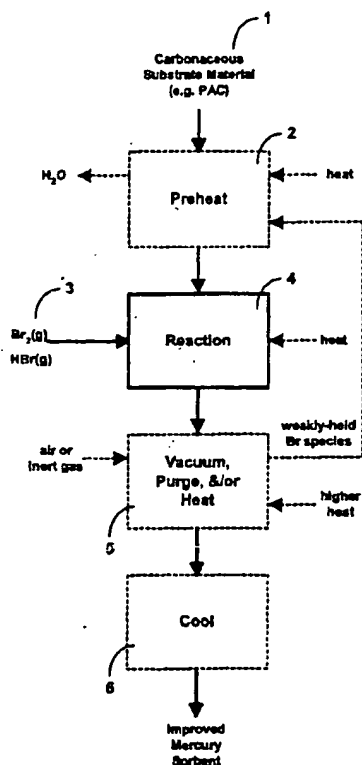 1
Carbonaceous
Substrate Material
(e.g. PAC)
2
H₂O
Preheat
heat
3
4
Br₂(g)
HBr(g)
Reaction
heat
weakly-held
Br species
air or
inert gas
Vacuum,
Purge, &/or
Heat
higher
heat
5
Cool
6
Improved
Mercury
Sorbent